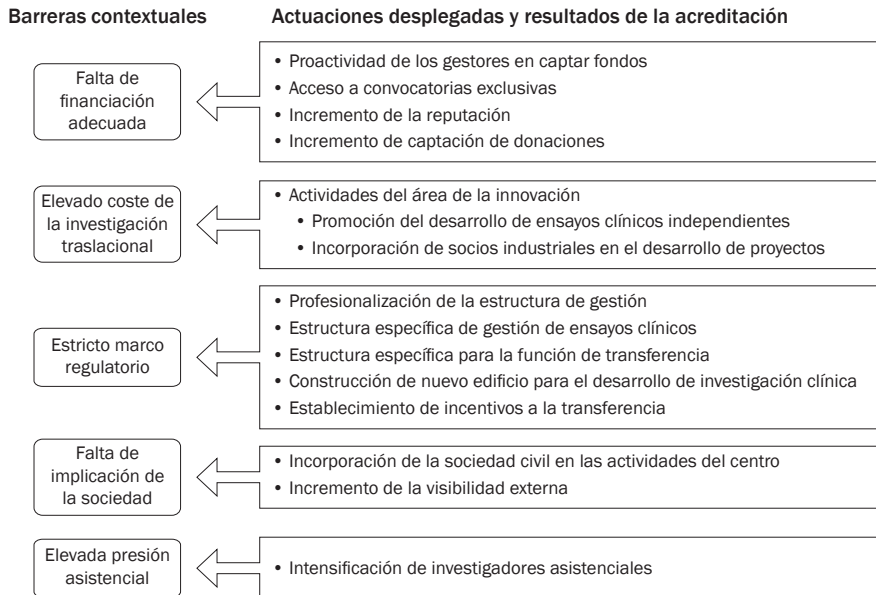 Barreras contextuales
Actuaciones desplegadas y resultados de la acreditación
Falta de
financiación
adecuada
• Proactividad de los gestores en captar fondos
• Acceso a convocatorias exclusivas
• Incremento de la reputación
• Incremento de captación de donaciones
Elevado coste de
la investigación
traslacional
• Actividades del área de la innovación
• Promoción del desarrollo de ensayos clínicos independientes
• Incorporación de socios industriales en el desarrollo de proyectos
Estricto marco
regulatorio
• Profesionalización de la estructura de gestión
• Estructura específica de gestión de ensayos clínicos
• Estructura específica para la función de transferencia
• Construcción de nuevo edificio para el desarrollo de investigación clínica
• Establecimiento de incentivos a la transferencia
Falta de
implicación de
la sociedad
• Incorporación de la sociedad civil en las actividades del centro
• Incremento de la visibilidad externa
Elevada presión
asistencial
• Intensificación de investigadores asistenciales